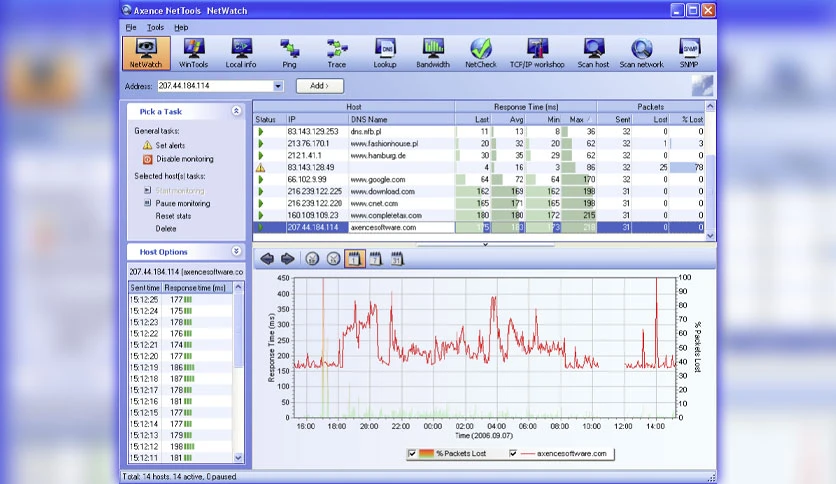 Axence NetTools NetWatch
File Tools Help
NetWatch WinTools Local info Ping Trace Lookup Bandwidth NetCheck TCF/IP workshop Scan host Scan network SNMP
Address: 207.44.184.114 Add >
Pick a Task
General tasks:
Set alerts
Disable monitoring
Selected host(s) tasks:
Start monitoring
Pause monitoring
Reset stats
Delete
Host Options
207.44.184.114 (axencesoftware.co
Sent time Response time (ms)
15:12:25 177
15:12:24 175
15:12:23 178
15:12:22 176
15:12:21 174
15:12:20 177
15:12:19 186
15:12:18 187
15:12:17 178
15:12:16 181
15:12:15 177
15:12:14 177
15:12:13 179
15:12:12 198
15:12:11 181
Host Response Time (ms) Packets
Status IP DNS Name Last Avg Min Max Sent Lost % Lost
83.143.129.253 dns.nfb.pl 11 13 8 36 32 0 0
213.76.170.1 www.fashionhouse.pl 20 32 20 62 32 1 3
212.1.41.1 www.hamburg.de 30 35 29 62 32 0 0
83.143.128.49 4 16 3 86 32 25 78
66.102.9.99 www.google.com 64 72 64 170 32 0 0
216.239.122.225 www.download.com 162 169 162 198 31 0 0
216.239.122.220 www.cnet.com 165 171 165 198 31 0 0
160.109.109.23 www.completetax.com 180 180 172 215 31 0 0
207.44.184.114 axencesoftware.com 175 183 173 218 31 0 0
1 7 31
Response Time (ms)
450
400
350
300
250
200
150
100
50
0
100
90
80
70
60
50
40
30
20
10
0
% Packets Lost
16:00 18:00 20:00 22:00 00:00 02:00 04:00 06:00 08:00 10:00 12:00 14:00
Time (2006.09.07)
% Packets Lost axencesoftware.com
Total: 14 hosts. 14 active, 0 paused.